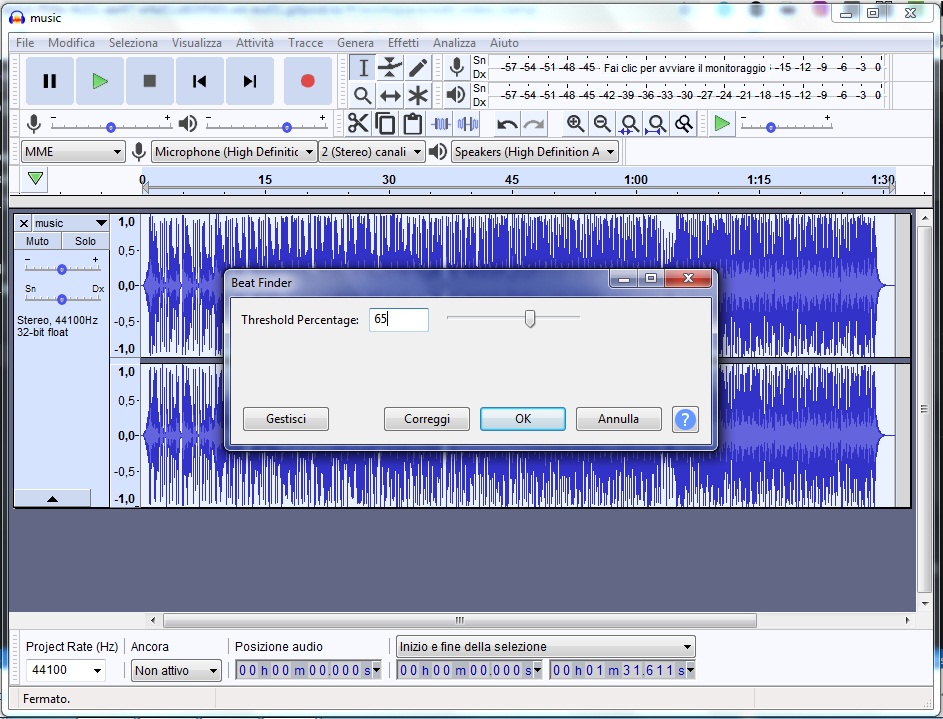 music
File Modifica Seleziona Visualizza Attività Tracce Genera Effetti Analizza Aiuto
Sn
Dx
-57 -54 -51 -48 -45 - Fai clic per avviare il monitoraggio -15 -12 -9 -6 -3 0
Sn
Dx
-57 -54 -51 -48 -45 -42 -39 -36 -33 -30 -27 -24 -21 -18 -15 -12 -9 -6 -3 0
- +
- +
- +
MME
Microphone (High Definitic
2 (Stereo) canali
Speakers (High Definition A
0 15 30 45 1:00 1:15 1:30
music
Muto Solo
- +
Sn Dx
Stereo, 44100Hz
32-bit float
1,0
0,5-
0,0-
-0,5-
-1,0
1,0
0,5-
0,0-
-0,5-
-1,0
Beat Finder
Threshold Percentage: 65
Gestisci Correggi OK Annulla ?
Project Rate (Hz) Ancora Posizione audio Inizio e fine della selezione
44100 Non attivo 00 h 00 m 00,000 s 00 h 00 m 00,000 s 00 h 01 m 31,611 s
Fermato.